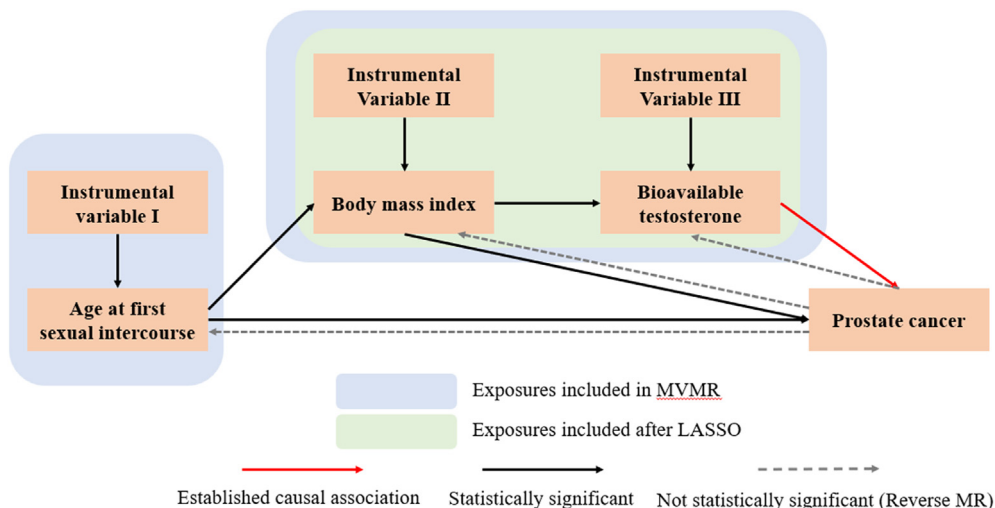 Instrumental
Variable II
Instrumental
Variable III
Instrumental
variable I
Body mass index
Bioavailable
testosterone
Age at first
sexual intercourse
Prostate cancer
Exposures included in MVMR
Exposures included after LASSO
Established causal association
Statistically significant
Not statistically significant (Reverse MR)